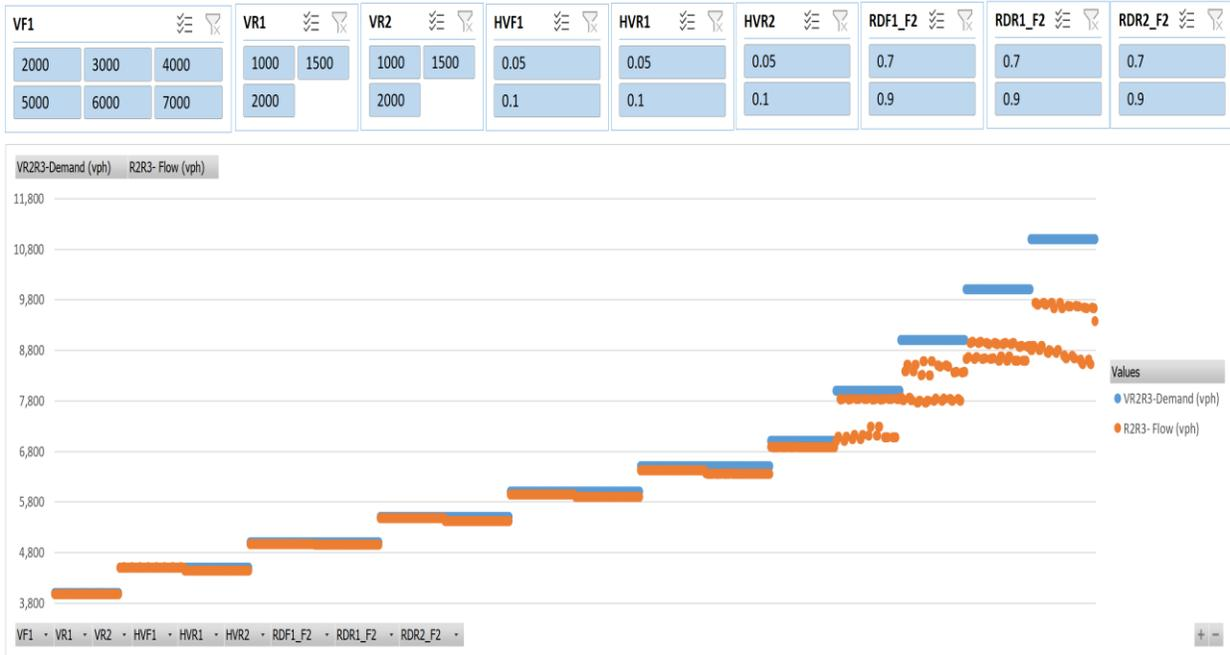 VF1 VR1 VR2 HVF1 HVR1 HVR2 RDF1_F2 RDR1_F2 RDR2_F2
2000 3000 4000 1000 1500 1000 1500 0.05 0.05 0.05 0.7 0.7 0.7
5000 6000 7000 2000 2000 0.1 0.1 0.1 0.9 0.9 0.9
VR2R3-Demand (vph) R2R3- Flow (vph)
11,800
10,800
9,800
8,800
7,800
6,800
5,800
4,800
3,800
Values
VR2R3-Demand (vph)
R2R3- Flow (vph)
VF1 VR1 VR2 HVF1 HVR1 HVR2 RDF1_F2 RDR1_F2 RDR2_F2
+ −